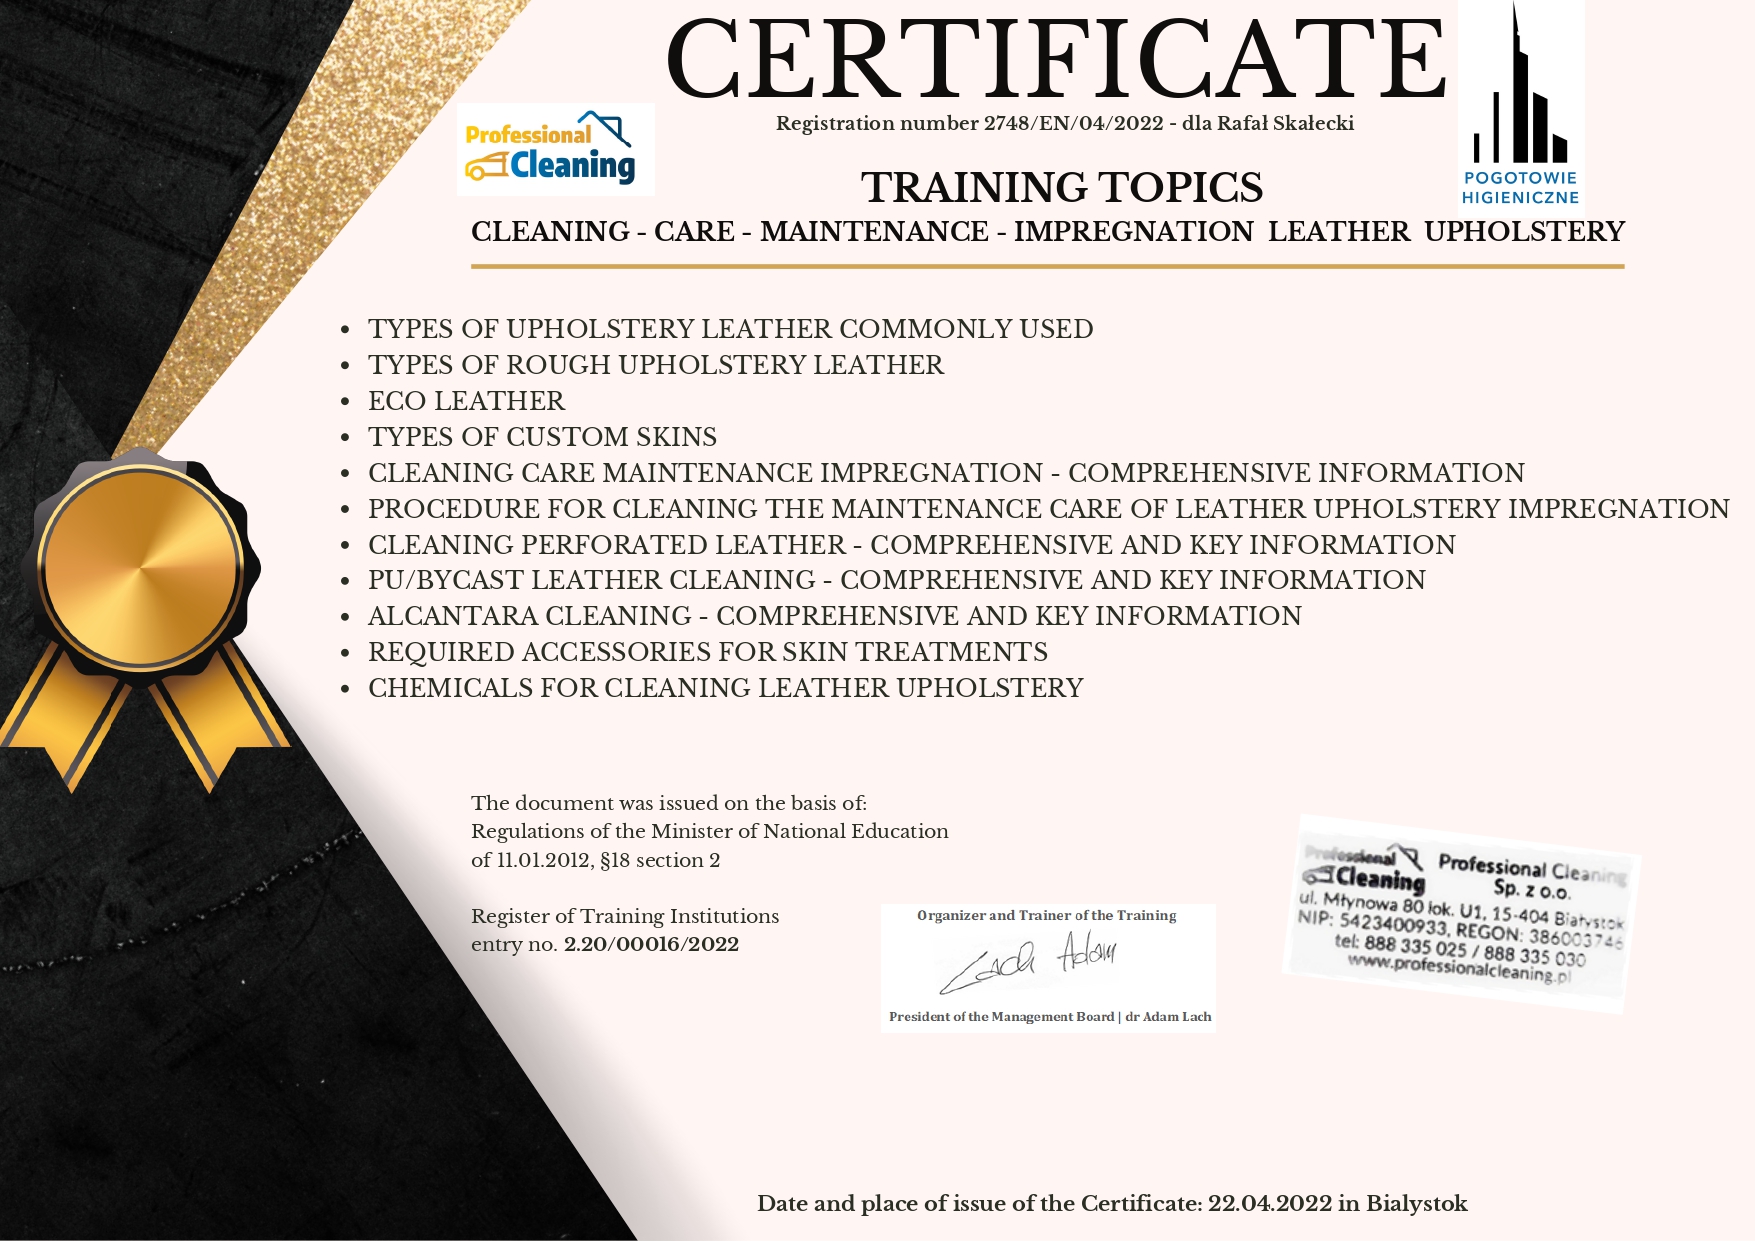 CERTIFICATE
Registration number 2748/EN/04/2022 - dla Rafał Skałecki
Professional
Cleaning
POGOTOWIE
HIGIENICZNE
TRAINING TOPICS
CLEANING - CARE - MAINTENANCE - IMPREGNATION LEATHER UPHOLSTERY
• TYPES OF UPHOLSTERY LEATHER COMMONLY USED
• TYPES OF ROUGH UPHOLSTERY LEATHER
• ECO LEATHER
• TYPES OF CUSTOM SKINS
• CLEANING CARE MAINTENANCE IMPREGNATION - COMPREHENSIVE INFORMATION
• PROCEDURE FOR CLEANING THE MAINTENANCE CARE OF LEATHER UPHOLSTERY IMPREGNATION
• CLEANING PERFORATED LEATHER - COMPREHENSIVE AND KEY INFORMATION
• PU/BYCAST LEATHER CLEANING - COMPREHENSIVE AND KEY INFORMATION
• ALCANTARA CLEANING - COMPREHENSIVE AND KEY INFORMATION
• REQUIRED ACCESSORIES FOR SKIN TREATMENTS
• CHEMICALS FOR CLEANING LEATHER UPHOLSTERY
The document was issued on the basis of:
Regulations of the Minister of National Education
of 11.01.2012, §18 section 2
Register of Training Institutions
entry no. 2.20/00016/2022
Organizer and Trainer of the Training
Lach Adam
President of the Management Board | dr Adam Lach
Professional
Cleaning
Professional Cleaning
Sp. z o.o.
ul. Młynowa 80 lok. U1, 15-404 Białystok
NIP: 5423400933, REGON: 386003746
tel: 888 335 025 / 888 335 030
www.professionalcleaning.pl
Date and place of issue of the Certificate: 22.04.2022 in Bialystok